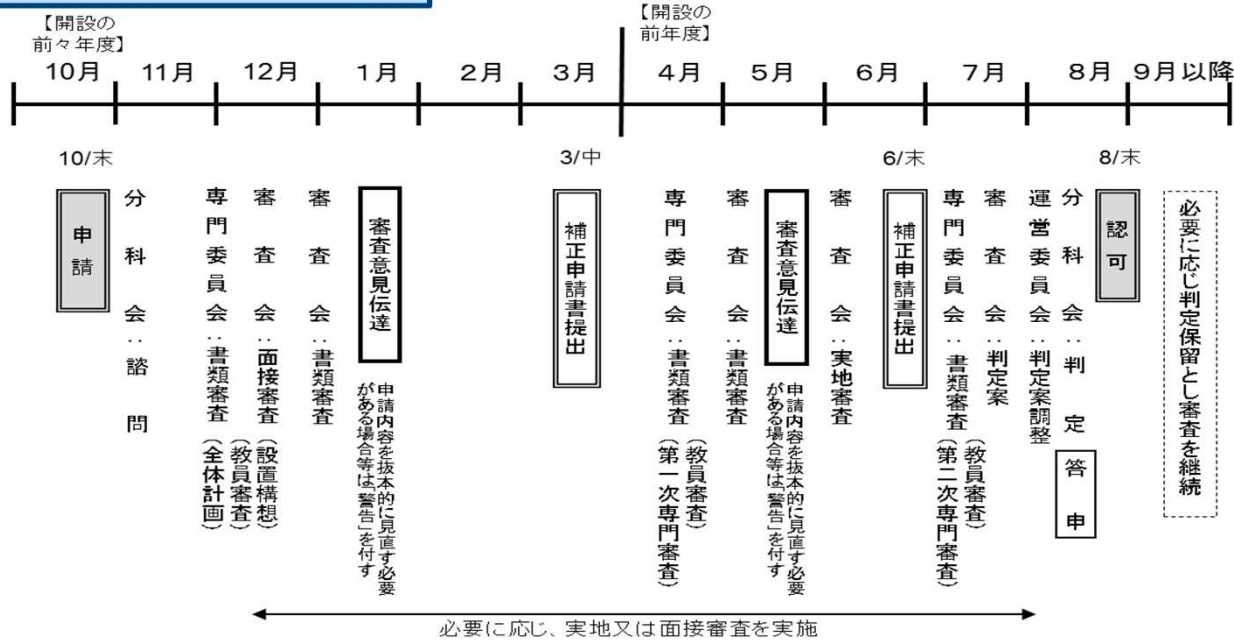 【開設の
前々年度】
【開設の
前年度】
10月
11月
12月
1月
2月
3月
4月
5月
6月
7月
8月
9月以降
10/末
3/中
6/末
8/末
申請
分科会：諮問
専門委員会：書類審査
（教員審査）
（全体計画）
審査会：面接審査
（設置構想）
審査会：書類審査
審査意見伝達
申請内容を抜本的に見直す必要
がある場合等は「警告」を付す
補正申請書提出
専門委員会：書類審査
（教員審査）
（第一次専門審査）
審査会：書類審査
審査意見伝達
申請内容を抜本的に見直す必要
がある場合等は「警告」を付す
審査会：実地審査
補正申請書提出
専門委員会：書類審査
（教員審査）
（第二次専門審査）
審査会：判定案
運営委員会：判定案調整
分科会：判定
答申
認可
必要に応じ判定保留とし審査を継続
必要に応じ、実地又は面接審査を実施